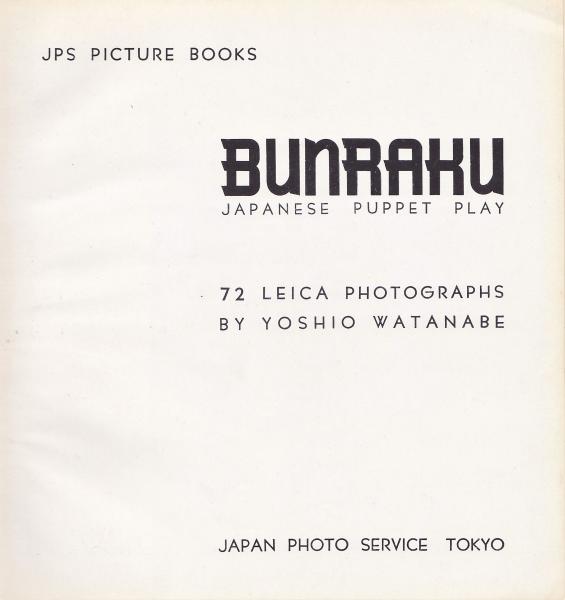 JPS PICTURE BOOKS
BUNRAKU
JAPANESE PUPPET PLAY
72 LEICA PHOTOGRAPHS
BY YOSHIO WATANABE
JAPAN PHOTO SERVICE TOKYO